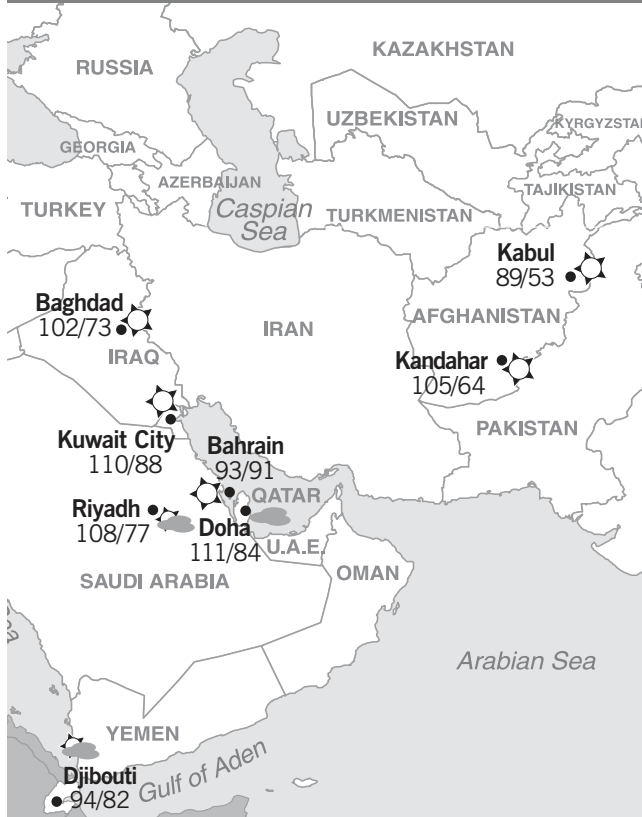 KAZAKHSTAN
RUSSIA
UZBEKISTAN
KYRGYZSTAN
GEORGIA
AZERBAIJAN
TAJIKISTAN
TURKEY
Caspian
Sea
TURKMENISTAN
Kabul
89/53
Baghdad
102/73
IRAN
AFGHANISTAN
IRAQ
Kandahar
105/64
PAKISTAN
Kuwait City
110/88
Bahrain
93/91
QATAR
Riyadh
108/77
Doha
111/84
U.A.E.
SAUDI ARABIA
OMAN
Arabian Sea
YEMEN
Gulf of Aden
Djibouti
94/82